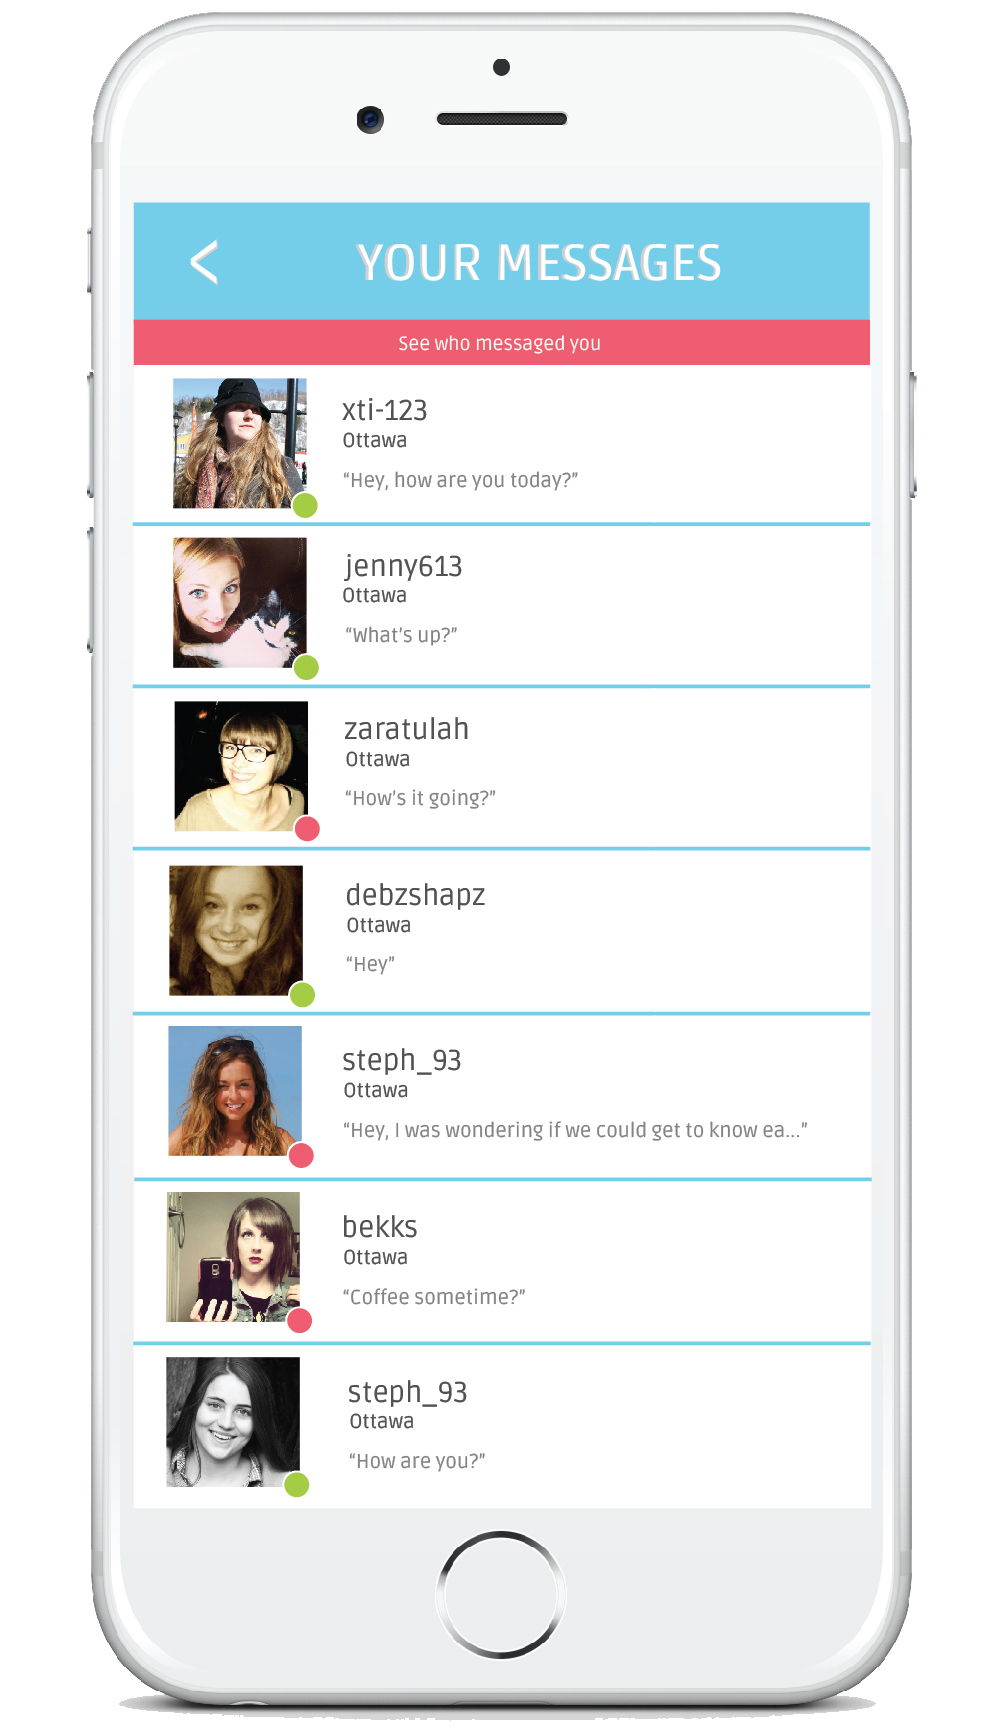 YOUR MESSAGES
See who messaged you
xti-123
Ottawa
“Hey, how are you today?”
jenny613
Ottawa
“What’s up?”
zaratulah
Ottawa
“How’s it going?”
debzshapz
Ottawa
“Hey”
steph_93
Ottawa
“Hey, I was wondering if we could get to know ea...”
bekks
Ottawa
“Coffee sometime?”
steph_93
Ottawa
“How are you?”